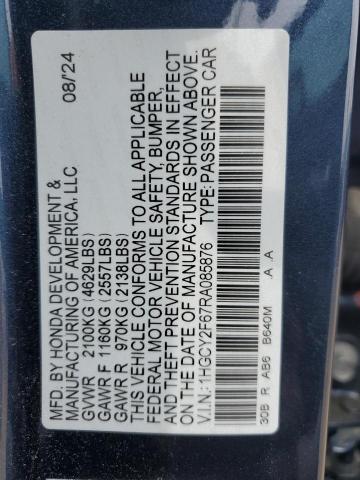 MFD. BY HONDA DEVELOPMENT & 08/'24
MANUFACTURING OF AMERICA, LLC
GVWR 2100KG (4629LBS)
GAWR F 1160KG (2557LBS)
GAWR R 970KG (2138LBS)
THIS VEHICLE CONFORMS TO ALL APPLICABLE
FEDERAL MOTOR VEHICLE SAFETY, BUMPER,
AND THEFT PREVENTION STANDARDS IN EFFECT
ON THE DATE OF MANUFACTURE SHOWN ABOVE.
V.I.N.: 1HGCY2F67RA085876 TYPE: PASSENGER CAR
30B R AB6 B640M A .A